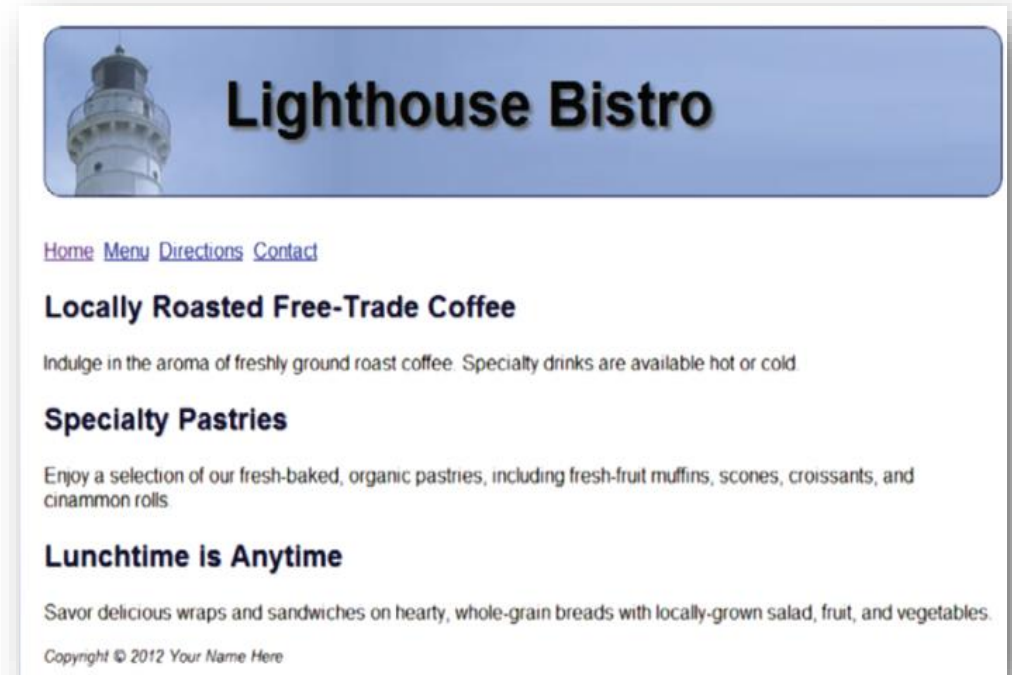 Lighthouse Bistro
Home Menu Directions Contact
Locally Roasted Free-Trade Coffee
Indulge in the aroma of freshly ground roast coffee. Specialty drinks are available hot or cold.
Specialty Pastries
Enjoy a selection of our fresh-baked, organic pastries, including fresh-fruit muffins, scones, croissants, and
cinammon rolls.
Lunchtime is Anytime
Savor delicious wraps and sandwiches on hearty, whole-grain breads with locally-grown salad, fruit, and vegetables.
Copyright © 2012 Your Name Here